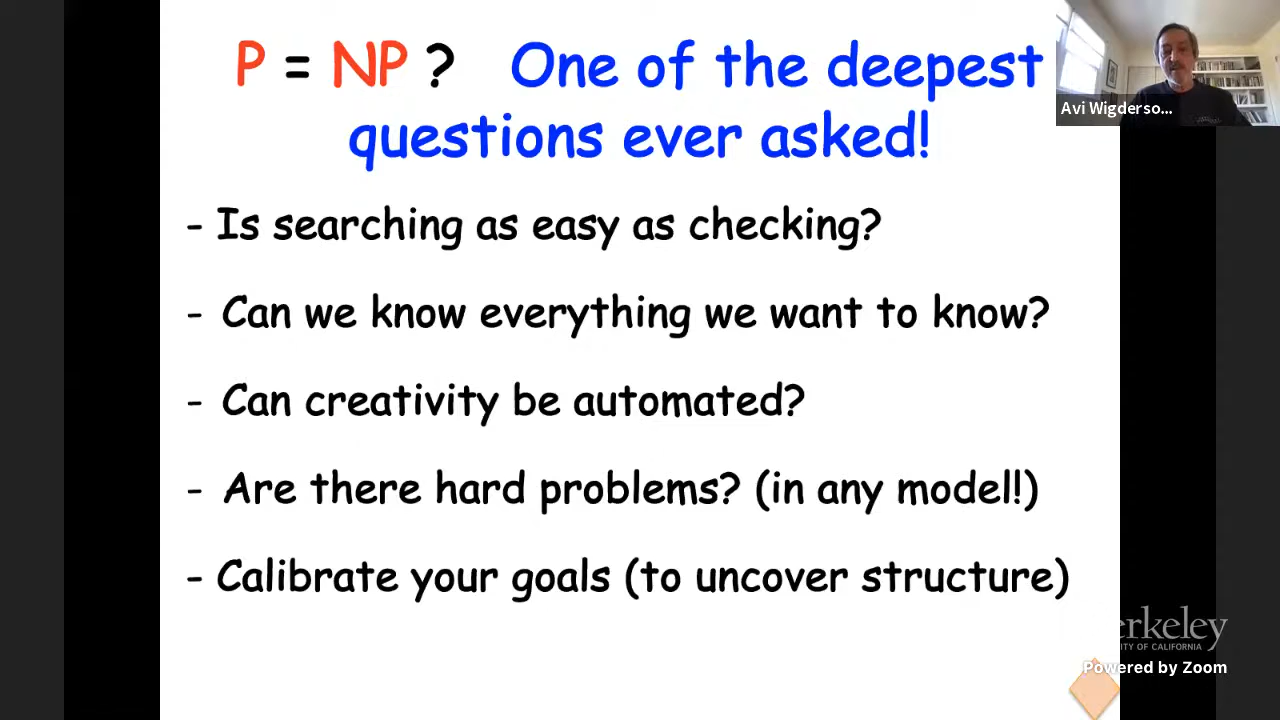 P = NP ? One of the deepest
questions ever asked!
Avi Wigderso...
- Is searching as easy as checking?
- Can we know everything we want to know?
- Can creativity be automated?
- Are there hard problems? (in any model!)
- Calibrate your goals (to uncover structure)
erkeley
ITY OF CALIFORNIA
Powered by Zoom